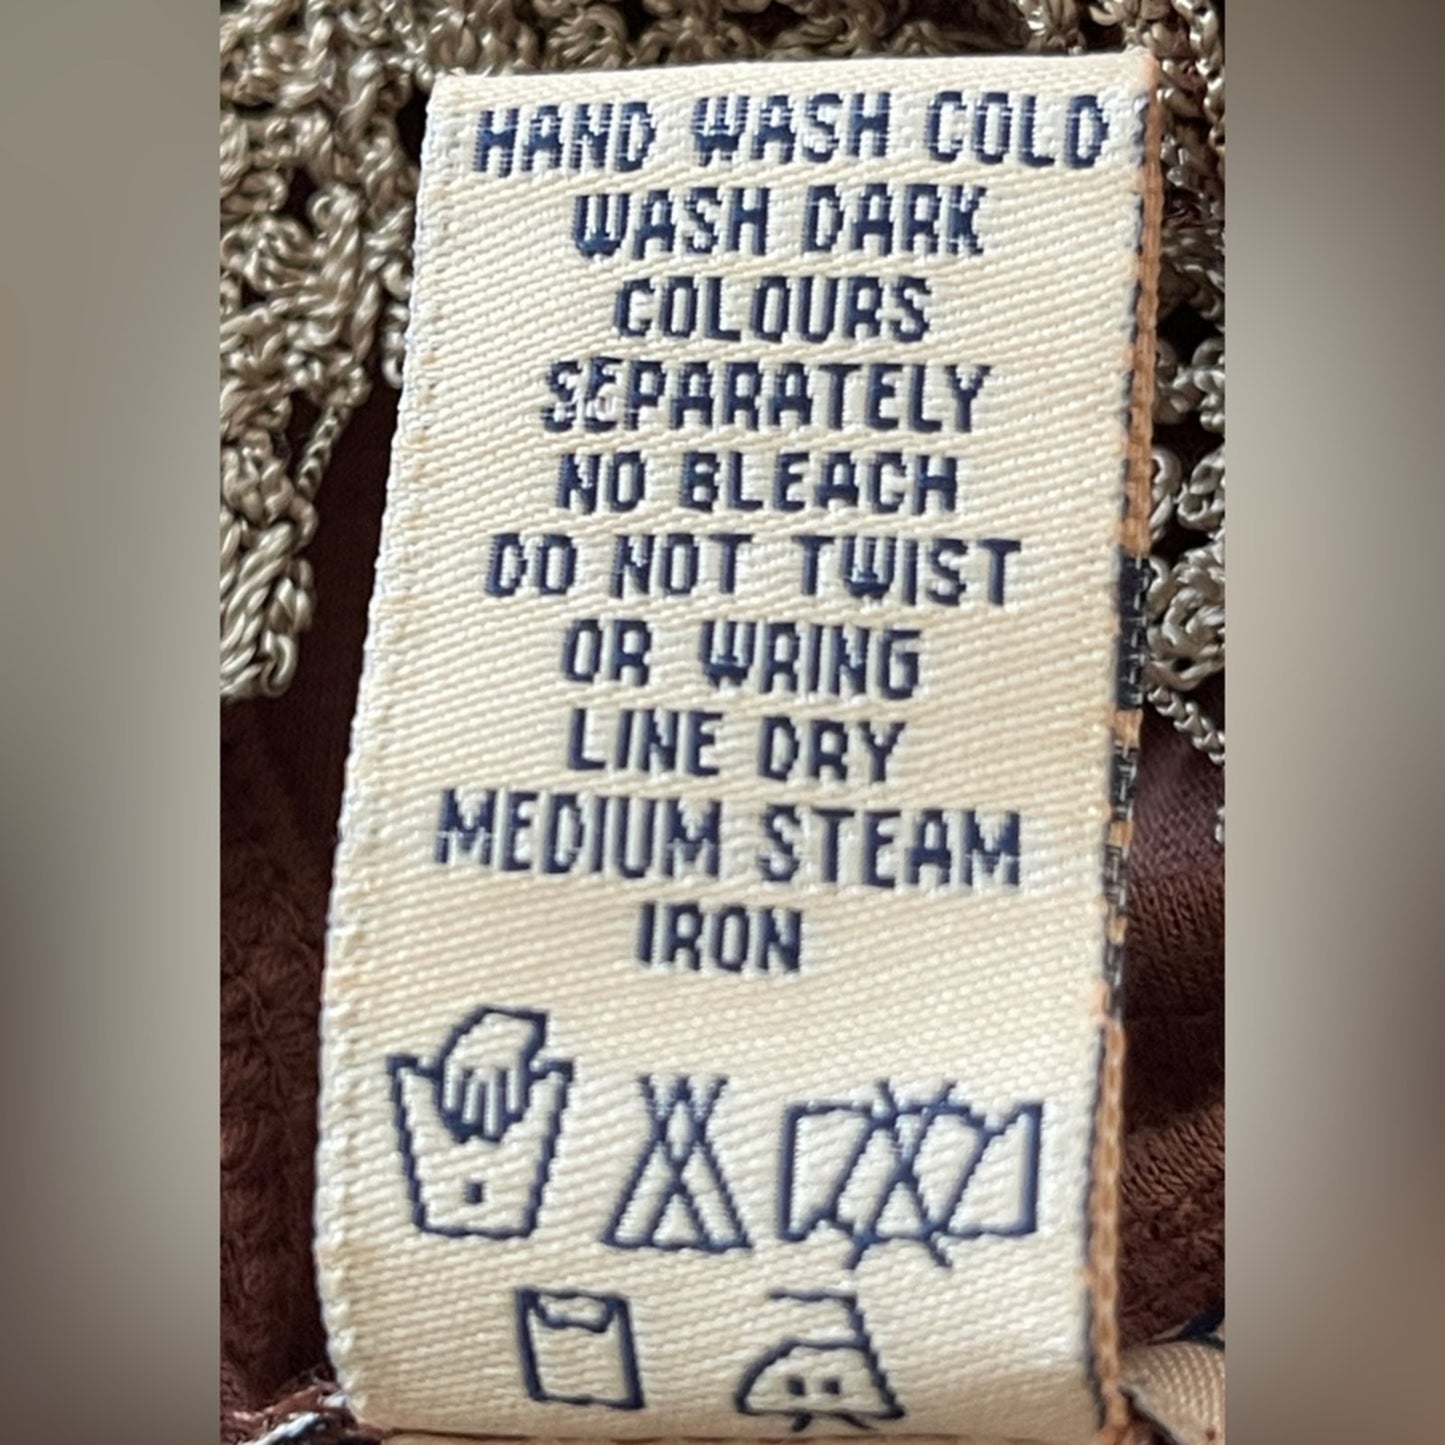 HAND WASH COLD
WASH DARK
COLOURS
SEPARATELY
NO BLEACH
DO NOT TWIST
OR WRING
LINE DRY
MEDIUM STEAM
IRON